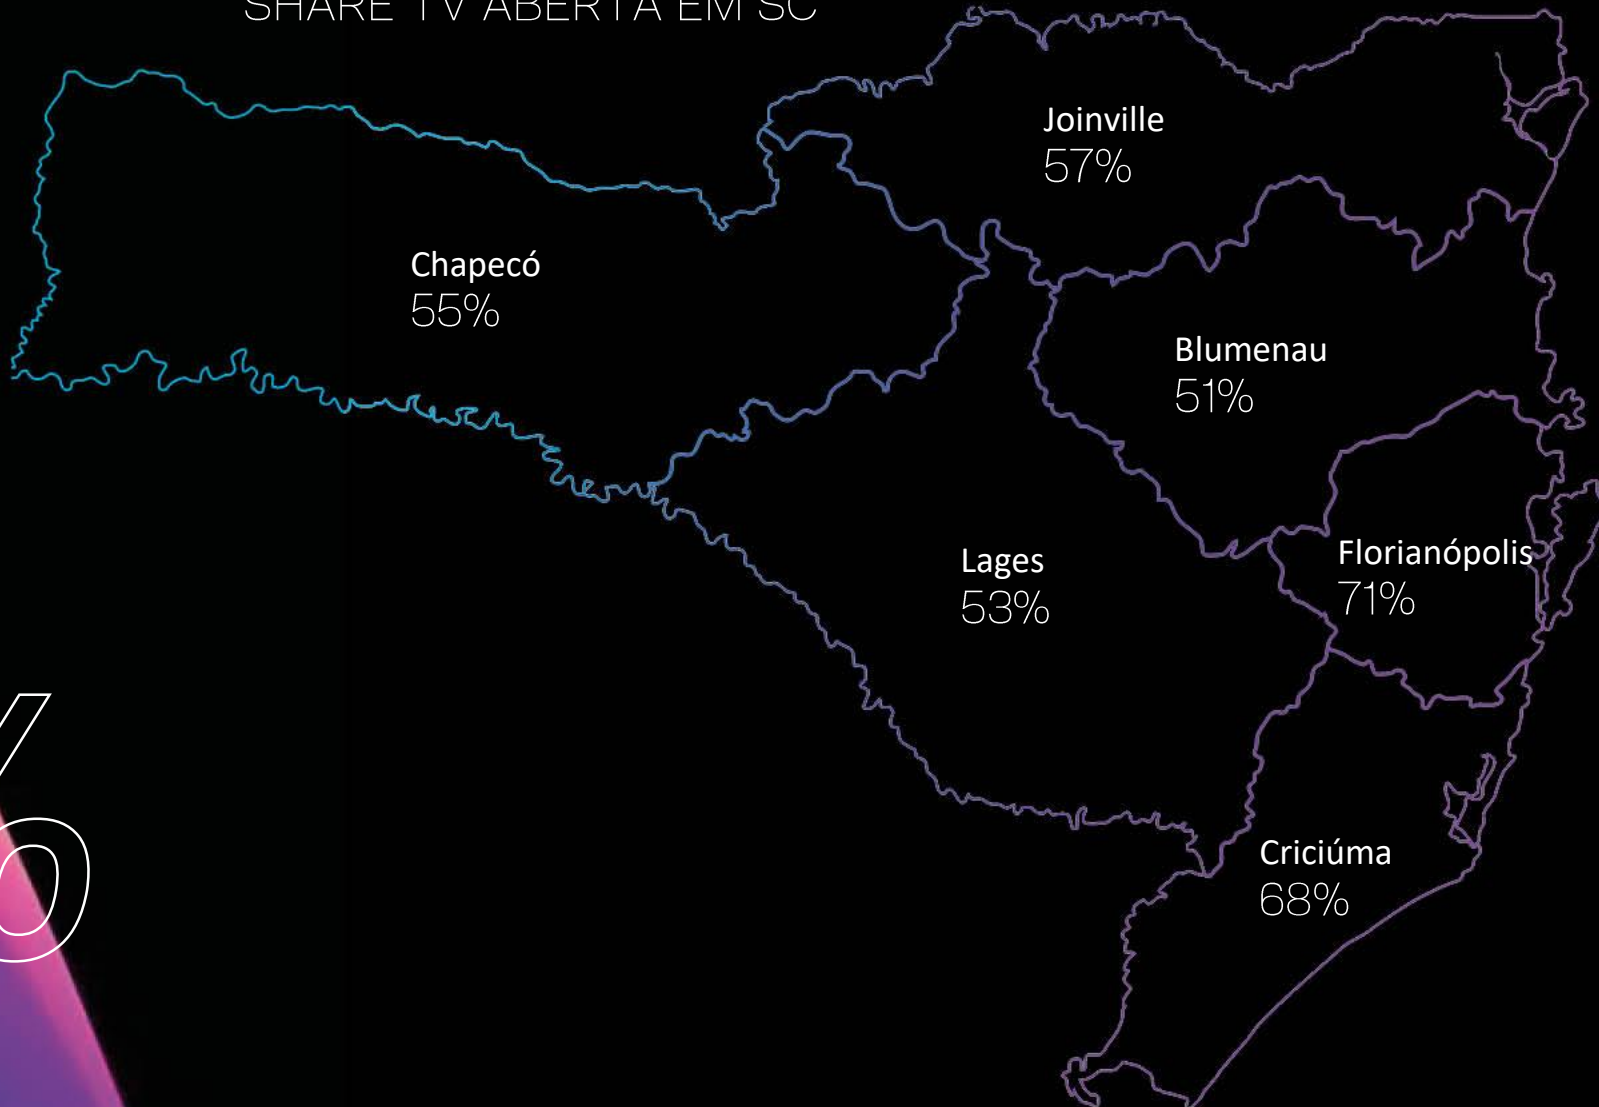 SHARE TV ABERTA EM SC
Joinville
57%
Chapecó
55%
Blumenau
51%
Lages
53%
Florianópolis
71%
Criciúma
68%
%